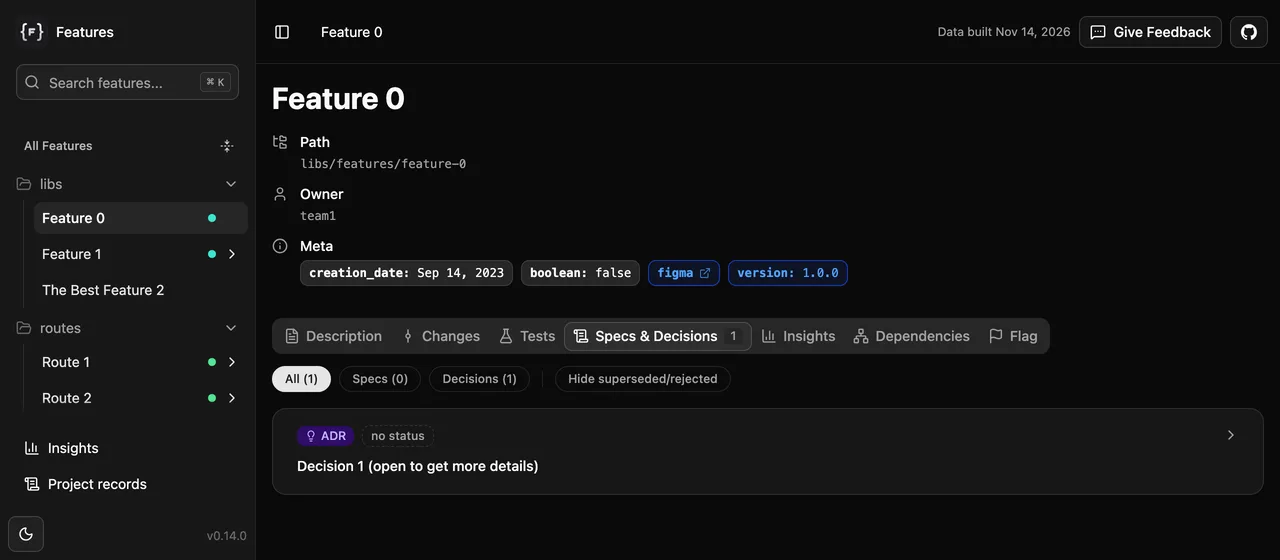 {F} Features
Search features...
⌘ K
All Features
libs
Feature 0
Feature 1
The Best Feature 2
routes
Route 1
Route 2
Insights
Project records
v0.14.0
Feature 0
Data built Nov 14, 2026
Give Feedback
Feature 0
Path
libs/features/feature-0
Owner
team1
Meta
creation_date: Sep 14, 2023 boolean: false figma version: 1.0.0
Description Changes Tests Specs & Decisions 1 Insights Dependencies Flag
All (1) Specs (0) Decisions (1) Hide superseded/rejected
ADR no status
Decision 1 (open to get more details)